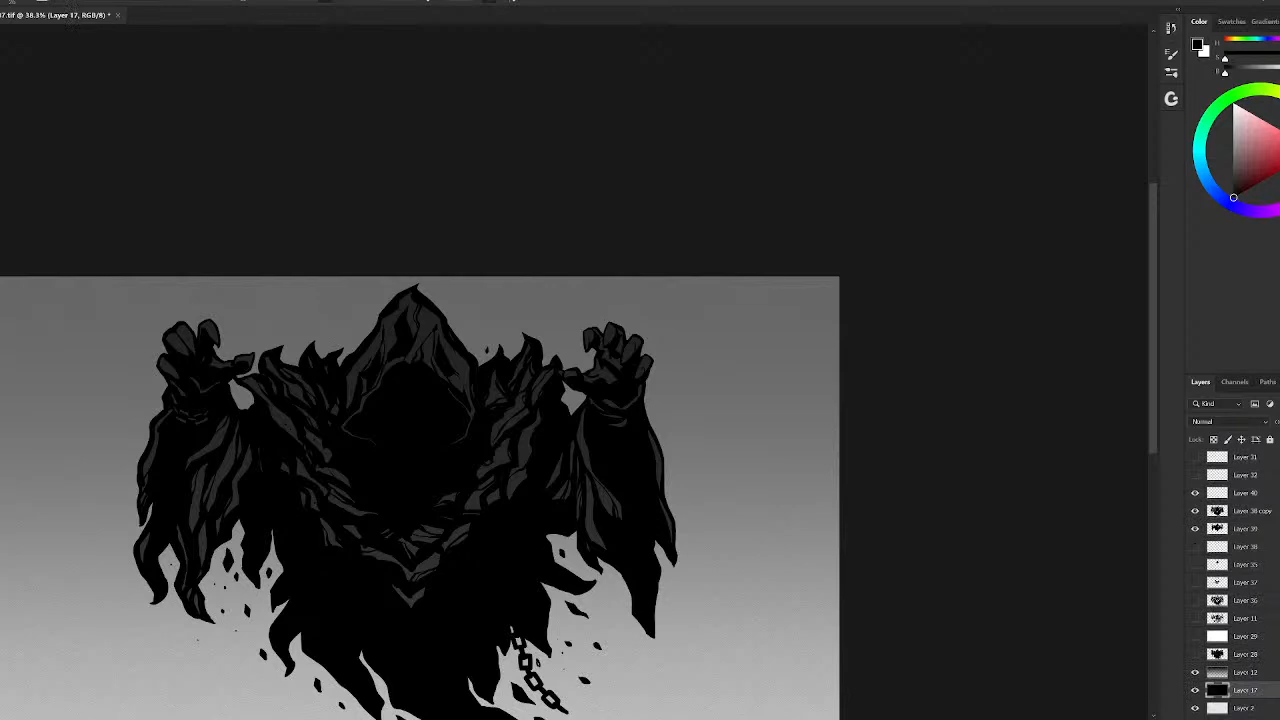 7.tif @ 38.3% (Layer 17, RGB/8) *
Color Swatches Gradients
Layers Channels Paths
Kind
Normal
Lock:
Layer 31
Layer 32
Layer 40
Layer 38 copy
Layer 39
Layer 38
Layer 35
Layer 37
Layer 36
Layer 11
Layer 29
Layer 28
Layer 12
Layer 17
Layer 2